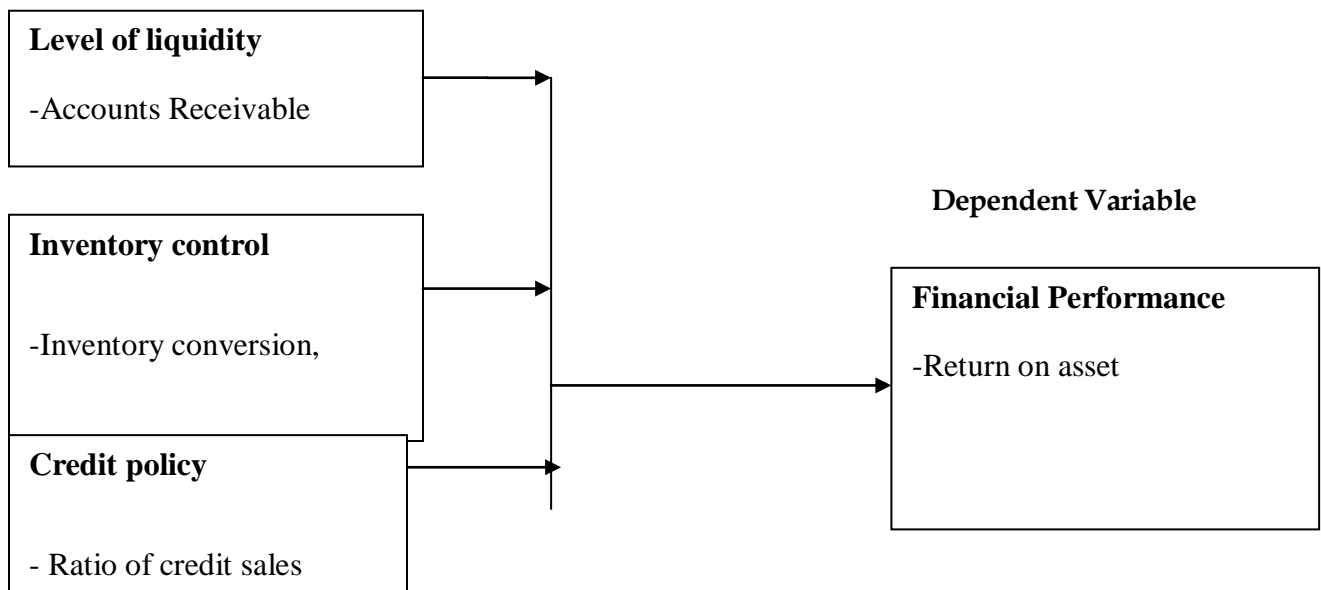 Level of liquidity
-Accounts Receivable
Inventory control
-Inventory conversion,
Credit policy
- Ratio of credit sales
Dependent Variable
Financial Performance
-Return on asset